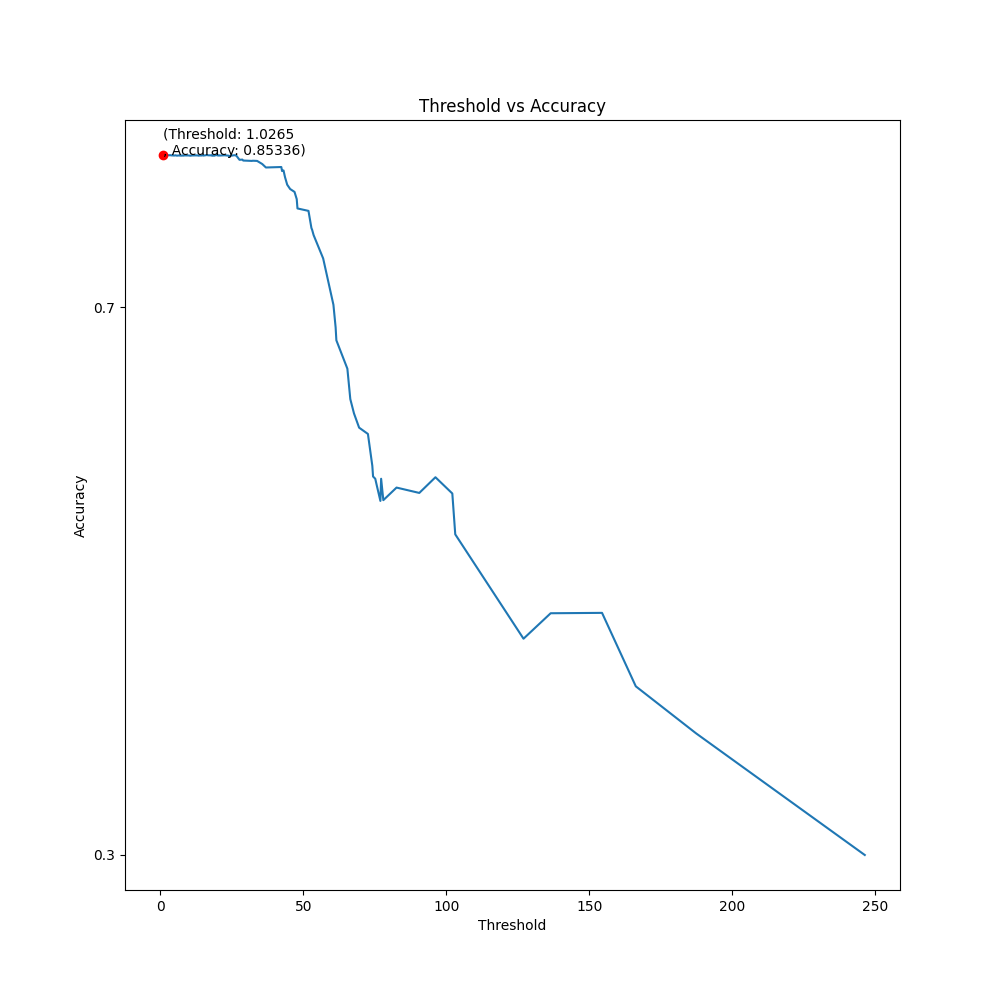 Threshold vs Accuracy
(Threshold: 1.0265
Accuracy: 0.85336)
0.7
Accuracy
0.3
0 50 100 150 200 250
Threshold